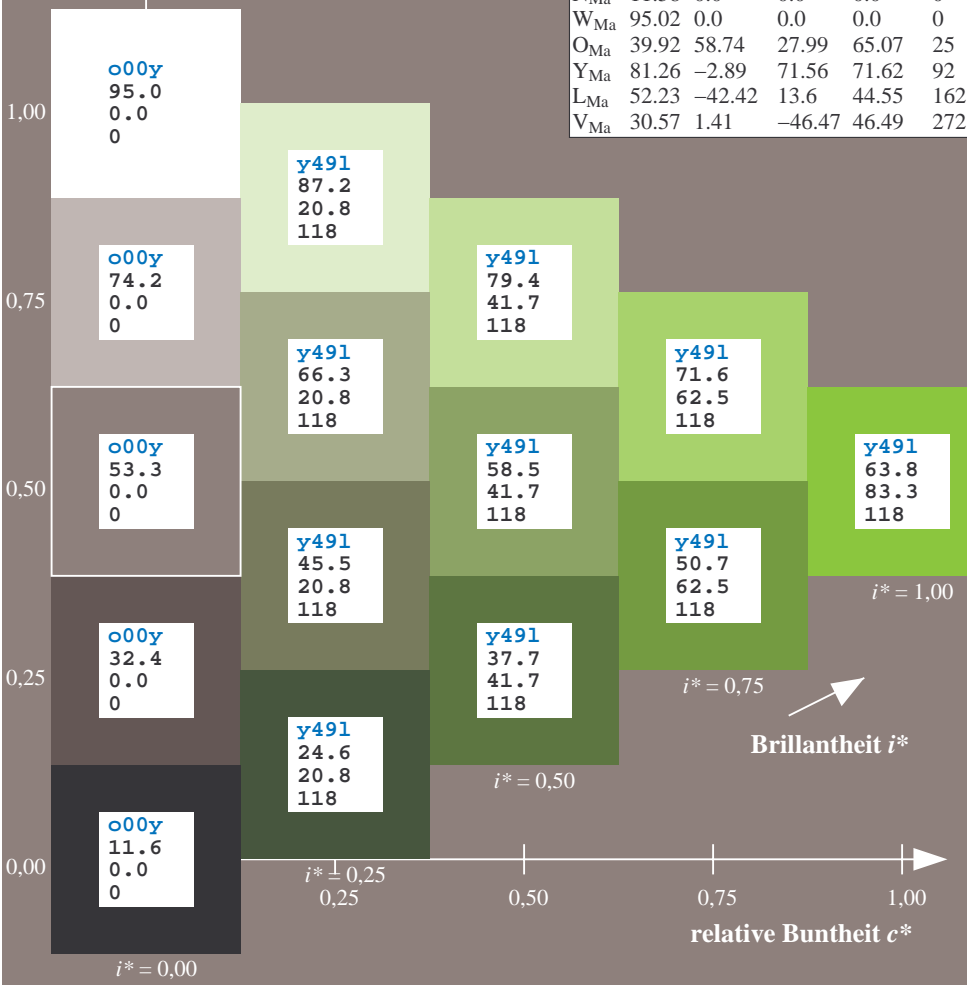 W Ma 95.02 0.0 0.0 0.0 0
O Ma 39.92 58.74 27.99 65.07 25
Y Ma 81.26 −2.89 71.56 71.62 92
L Ma 52.23 −42.42 13.6 44.55 162
V Ma 30.57 1.41 −46.47 46.49 272
1,00
0,75
0,50
0,25
0,00
o00y
95.0
0.0
0
o00y
74.2
0.0
0
o00y
53.3
0.0
0
o00y
32.4
0.0
0
o00y
11.6
0.0
0
i* = 0,00
y49l
87.2
20.8
118
y49l
66.3
20.8
118
y49l
45.5
20.8
118
y49l
24.6
20.8
118
i* = 0,25
y49l
79.4
41.7
118
y49l
58.5
41.7
118
y49l
37.7
41.7
118
i* = 0,50
y49l
71.6
62.5
118
y49l
50.7
62.5
118
i* = 0,75
y49l
63.8
83.3
118
i* = 1,00
Brillantheit i*
0,25 0,50 0,75 1,00
relative Buntheit c*